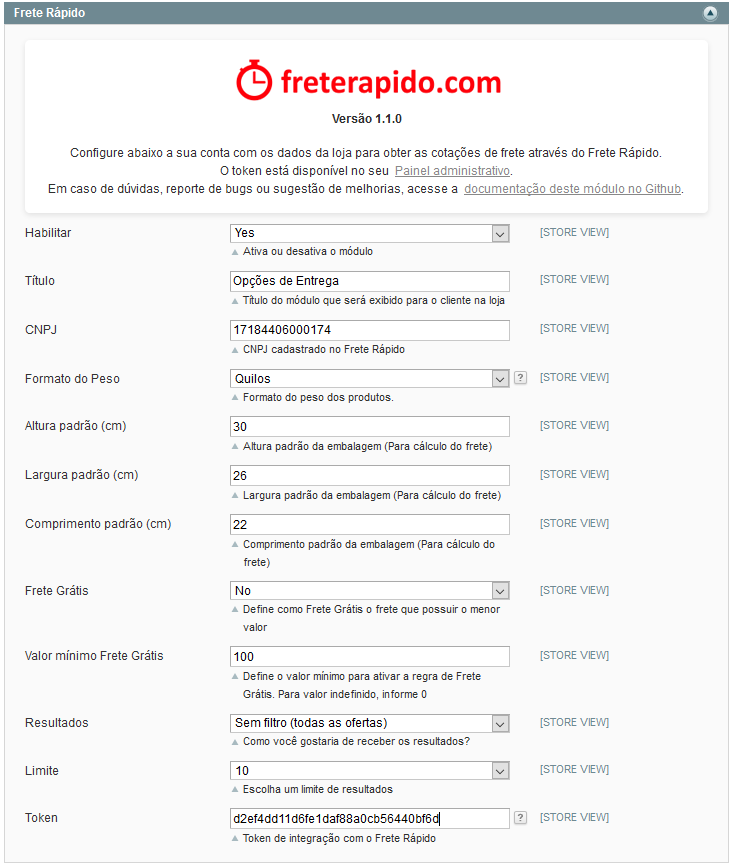 Frete Rápido
freterapido.com
Versão 1.1.0
Configure abaixo a sua conta com os dados da loja para obter as cotações de frete através do Frete Rápido.
O token está disponível no seu Painel administrativo.
Em caso de dúvidas, reporte de bugs ou sugestão de melhorias, acesse a documentação deste módulo no Github.
Habilitar Yes [STORE VIEW]
Ativa ou desativa o módulo
Título Opções de Entrega [STORE VIEW]
Título do módulo que será exibido para o cliente na loja
CNPJ 17184406000174 [STORE VIEW]
CNPJ cadastrado no Frete Rápido
Formato do Peso Quilos ? [STORE VIEW]
Formato do peso dos produtos.
Altura padrão (cm) 30 [STORE VIEW]
Altura padrão da embalagem (Para cálculo do frete)
Largura padrão (cm) 26 [STORE VIEW]
Largura padrão da embalagem (Para cálculo do frete)
Comprimento padrão (cm) 22 [STORE VIEW]
Comprimento padrão da embalagem (Para cálculo do
frete)
Frete Grátis No [STORE VIEW]
Define como Frete Grátis o frete que possuir o menor
valor
Valor mínimo Frete Grátis 100 [STORE VIEW]
Define o valor mínimo para ativar a regra de Frete
Grátis. Para valor indefinido, informe 0
Resultados Sem filtro (todas as ofertas) [STORE VIEW]
Como você gostaria de receber os resultados?
Limite 10 [STORE VIEW]
Escolha um limite de resultados
Token d2ef4dd11d6fe1daf88a0cb56440bf6d ? [STORE VIEW]
Token de integração com o Frete Rápido